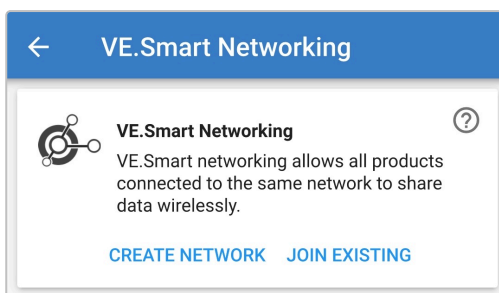 VE.Smart Networking
VE.Smart Networking
VE.Smart networking allows all products
connected to the same network to share
data wirelessly.
CREATE NETWORK JOIN EXISTING